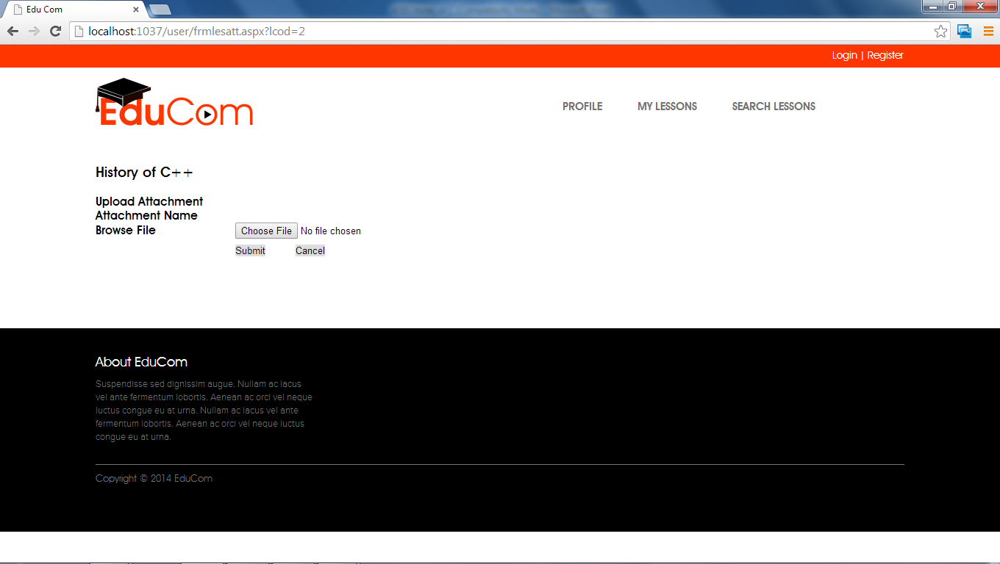 Edu Com
localhost:1037/user/frmlesatt.aspx?lcod=2
Login | Register
EduCom
PROFILE MY LESSONS SEARCH LESSONS
History of C++
Upload Attachment
Attachment Name
Browse File Choose File No file chosen
Submit Cancel
About EduCom
Suspendisse sed dignissim augue. Nullam ac lacus
vel ante fermentum lobortis. Aenean ac orci vel neque
luctus congue eu at urna. Nullam ac lacus vel ante
fermentum lobortis. Aenean ac orci vel neque luctus
congue eu at urna.
Copyright © 2014 EduCom